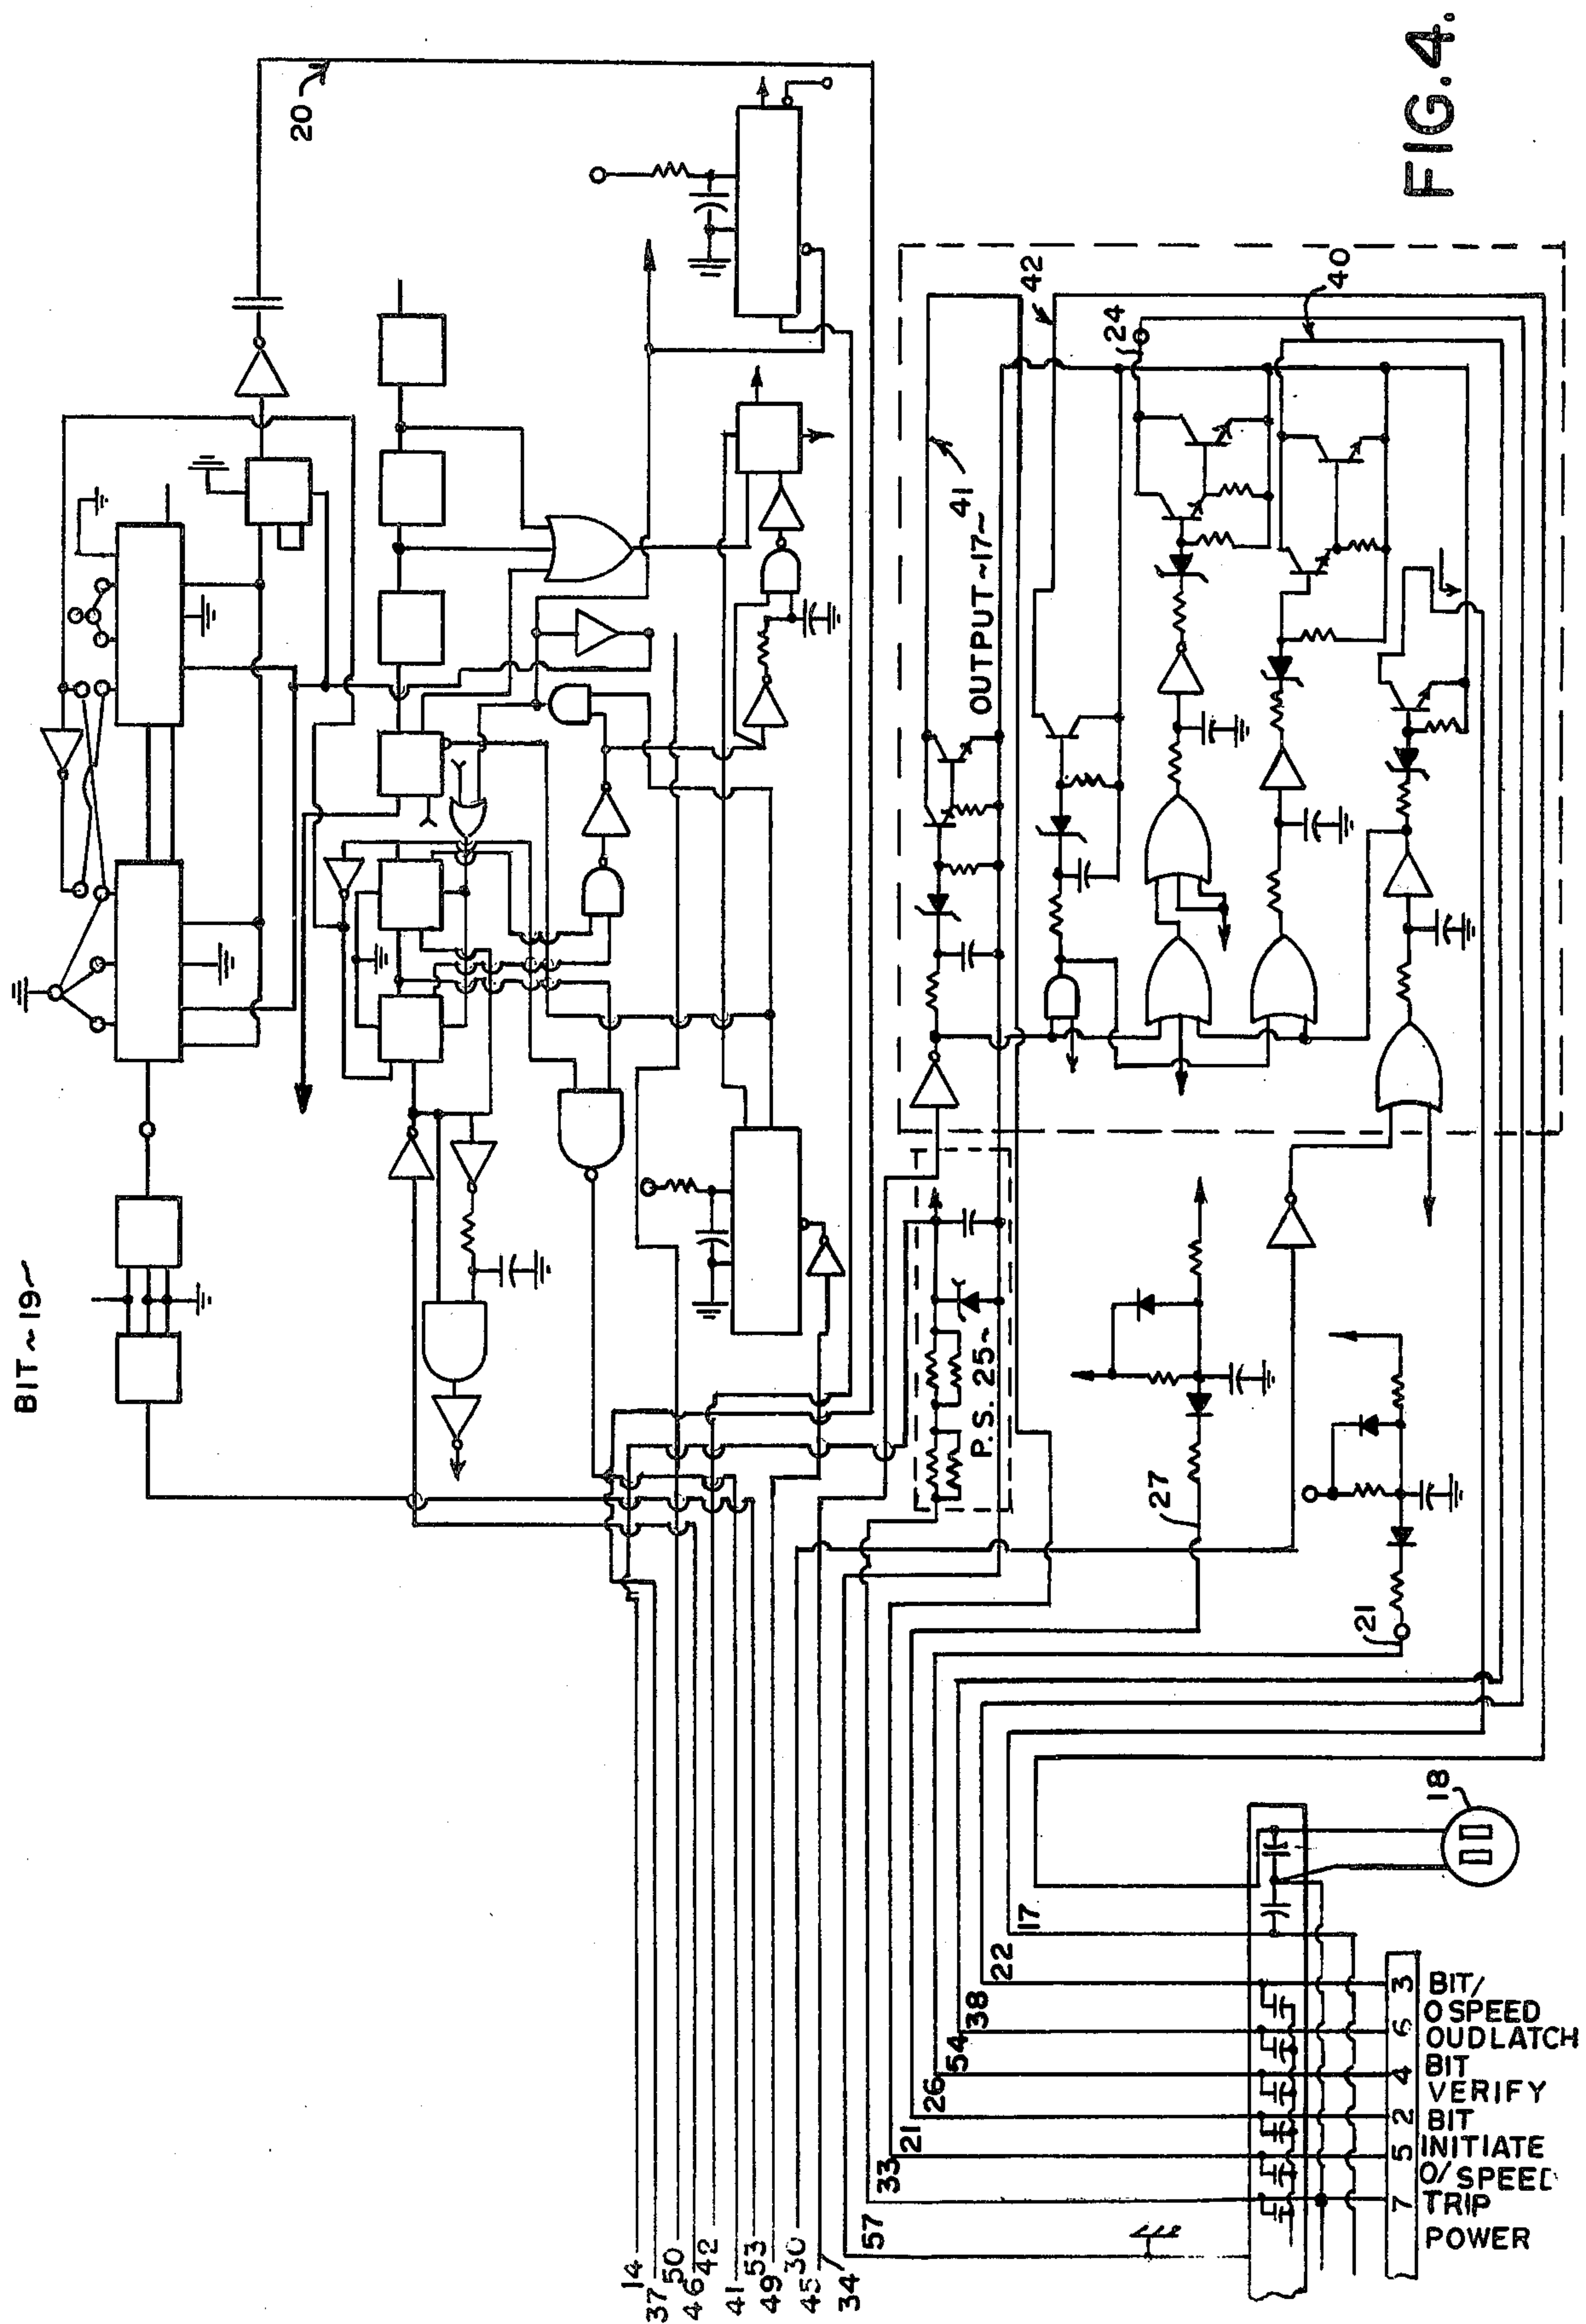 BIT~19~
20
FIG.4.
42
24
40
41
OUTPUT~17~
P.S. 25~
27
21
18
14
37
50
46
42
41
53
49
30
45
34
57
33
21
26
54
38
22
17
3
6
4
2
5
7
BIT/
O SPEED
OUDLATCH
BIT
VERIFY
BIT
INITIATE
O/SPEED
TRIP
POWER